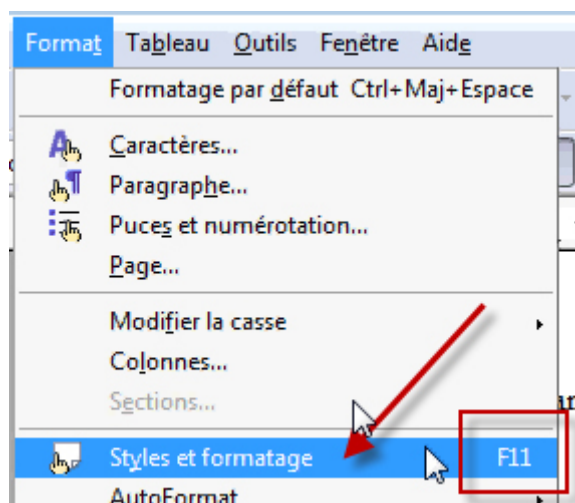 Format Tableau Outils Fenêtre Aide
Formatage par défaut Ctrl+Maj+Espace
Caractères...
Paragraphe...
Puces et numérotation...
Page...
Modifier la casse
Colonnes...
Sections...
Styles et formatage F11
AutoFormat